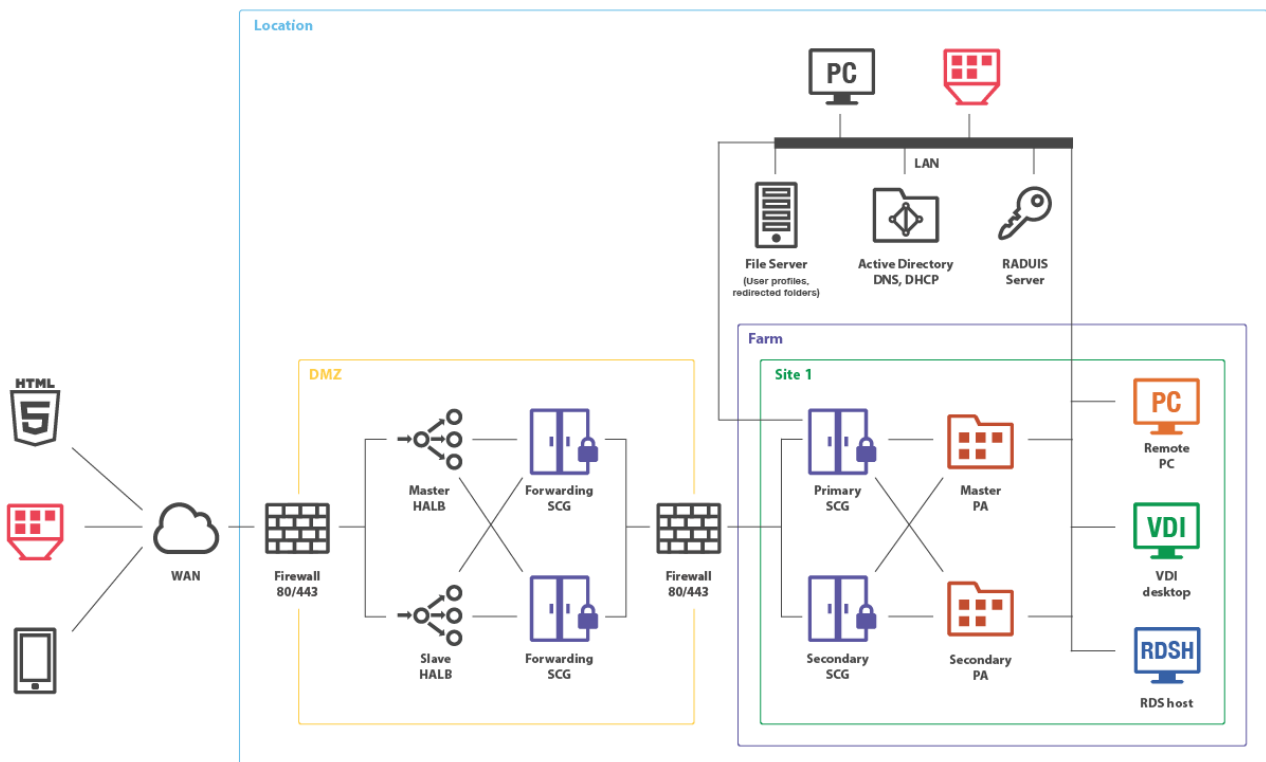 Location
PC
LAN
File Server
(User profiles,
redirected folders)
Active Directory
DNS, DHCP
RADUIS
Server
Farm
Site 1
DMZ
HTML
5
WAN
Firewall
80/443
Master
HALB
Forwarding
SCG
Slave
HALB
Forwarding
SCG
Firewall
80/443
Primary
SCG
Master
PA
Secondary
SCG
Secondary
PA
PC
Remote
PC
VDI
VDI
desktop
RDSH
RDS host